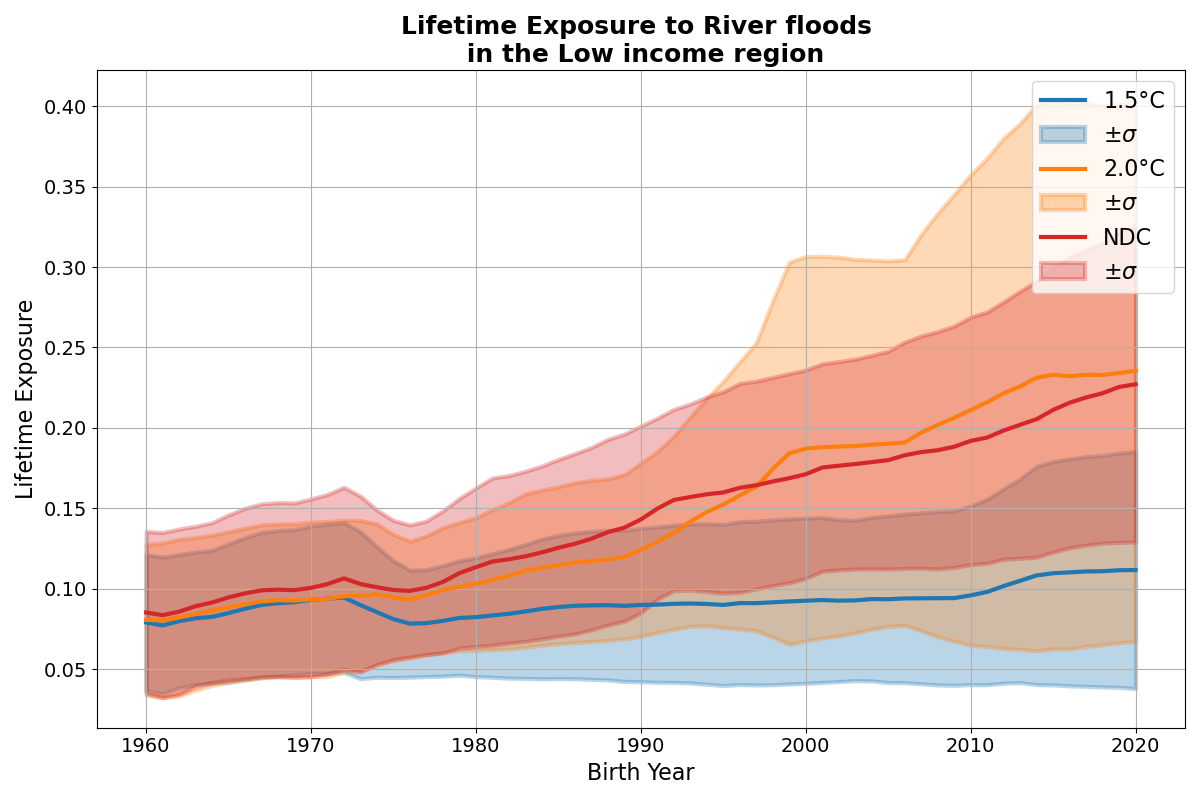 Lifetime Exposure to River floods
in the Low income region
Lifetime Exposure
0.40
0.35
0.30
0.25
0.20
0.15
0.10
0.05
1.5°C
±σ
2.0°C
±σ
NDC
±σ
1960 1970 1980 1990 2000 2010 2020
Birth Year